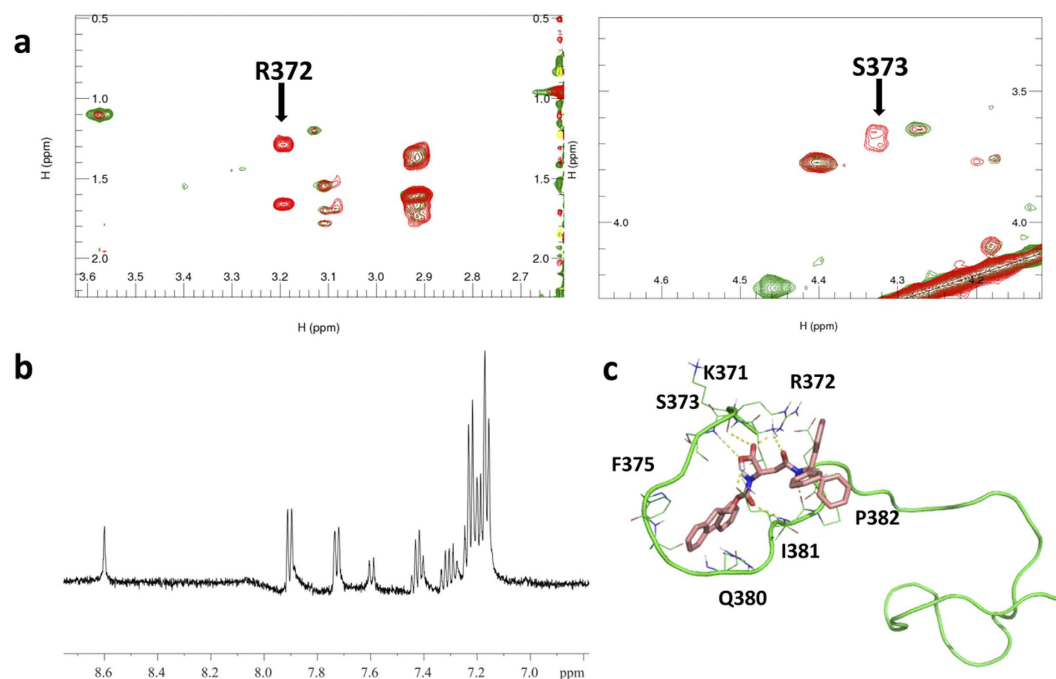 a
R372
0.5
1.0
1.5
2.0
H (ppm)
3.6 3.5 3.4 3.3 3.2 3.1 3.0 2.9 2.8 2.7
H (ppm)
0.5
1.0
1.5
2.0
H (ppm)
S373
3.5
4.0
4.6 4.5 4.4 4.3 4.2
H (ppm)
b
8.6 8.4 8.2 8.0 7.8 7.6 7.4 7.2 7.0 ppm
c
K371
R372
S373
F375
P382
I381
Q380